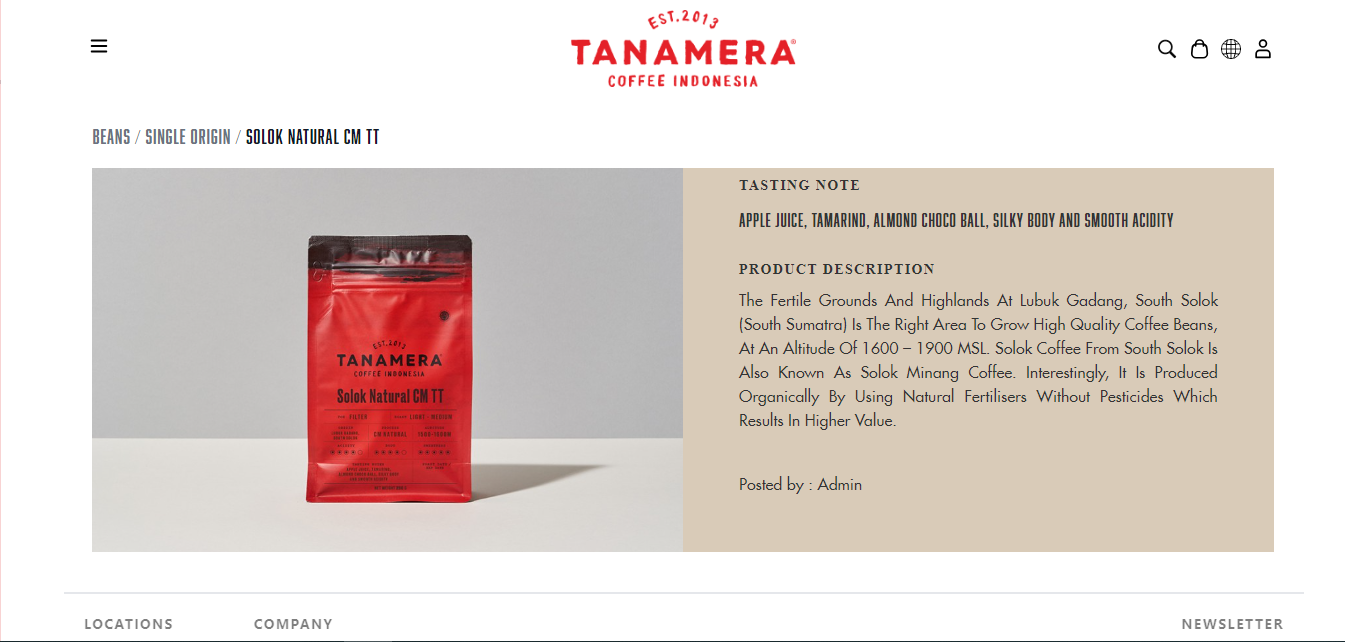 EST. 2013
TANAMERA
COFFEE INDONESIA
BEANS / SINGLE ORIGIN / SOLOK NATURAL CM TT
EST. 2013
TANAMERA
COFFEE INDONESIA
Solok Natural CM TT
FILTER
LIGHT - MEDIUM
CM NATURAL
TASTING NOTE
APPLE JUICE, TAMARIND, ALMOND CHOCO BALL, SILKY BODY AND SMOOTH ACIDITY
PRODUCT DESCRIPTION
The Fertile Grounds And Highlands At Lubuk Gadang, South Solok
(South Sumatra) Is The Right Area To Grow High Quality Coffee Beans,
At An Altitude Of 1600 – 1900 MSL. Solok Coffee From South Solok Is
Also Known As Solok Minang Coffee. Interestingly, It Is Produced
Organically By Using Natural Fertilisers Without Pesticides Which
Results In Higher Value.
Posted by : Admin
LOCATIONS
COMPANY
NEWSLETTER